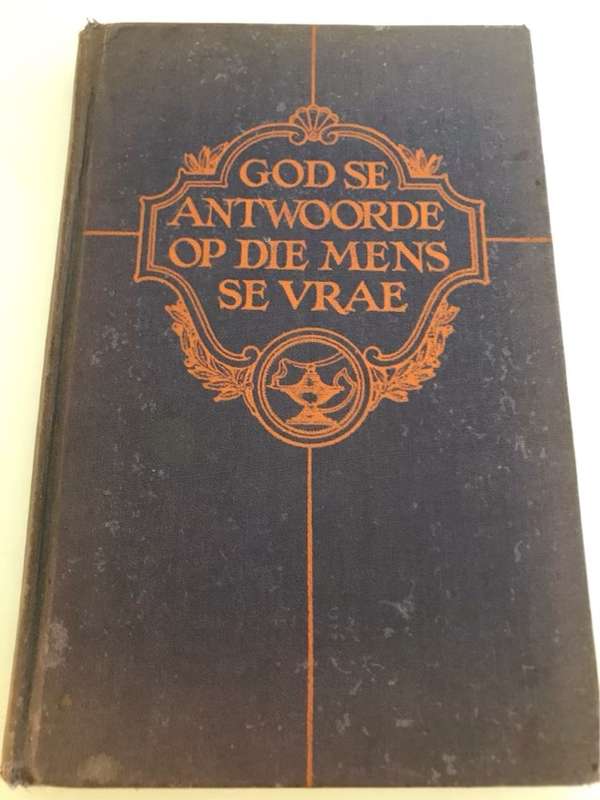 GOD SE
ANTWOORDE
OP DIE MENS
SE VRAE